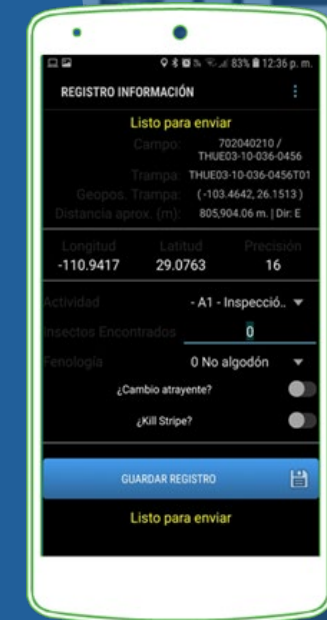 83% 12:36 p. m.
REGISTRO INFORMACIÓN
Listo para enviar
Campo: 702040210 /
THUE03-10-036-0456
Trampa: THUE03-10-036-0456T01
Geopos. Trampa: (-103.4642, 26.1513 )
Distancia aprox. (m): 805,904.06 m. | Dir: E
Longitud Latitud Precisión
-110.9417 29.0763 16
Actividad - A1 - Inspecció..
Insectos Encontrados 0
Fenología 0 No algodón
¿Cambio atrayente?
¿Kill Stripe?
GUARDAR REGISTRO
Listo para enviar